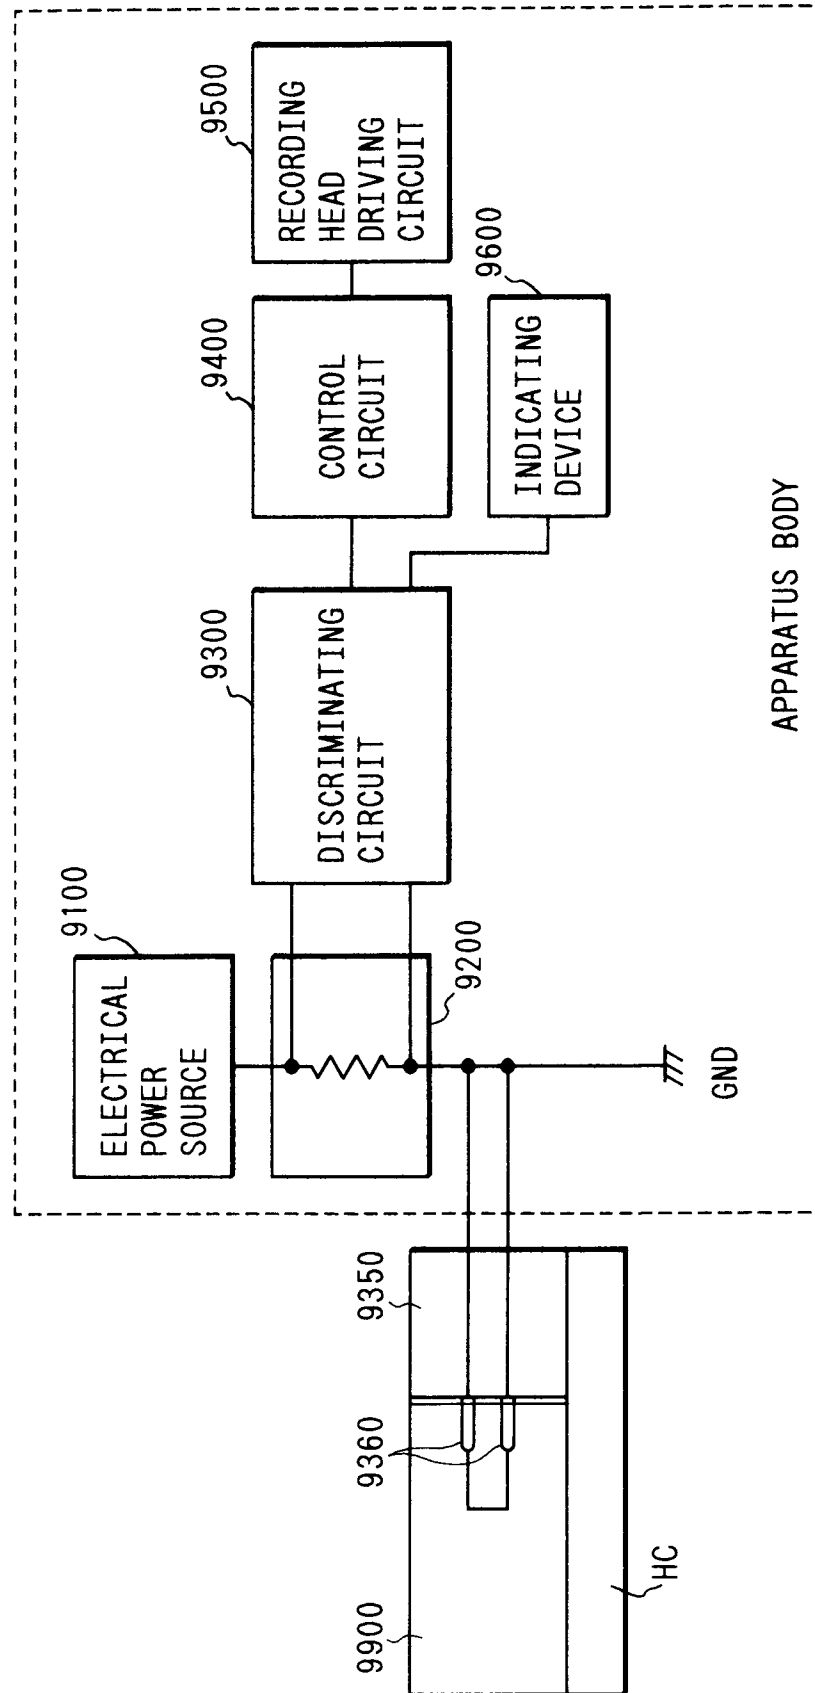 9100
ELECTRICAL
POWER
SOURCE
9200
9300
DISCRIMINATING
CIRCUIT
9400
CONTROL
CIRCUIT
9500
RECORDING
HEAD
DRIVING
CIRCUIT
9600
INDICATING
DEVICE
9900
9360
9350
HC
GND
APPARATUS BODY